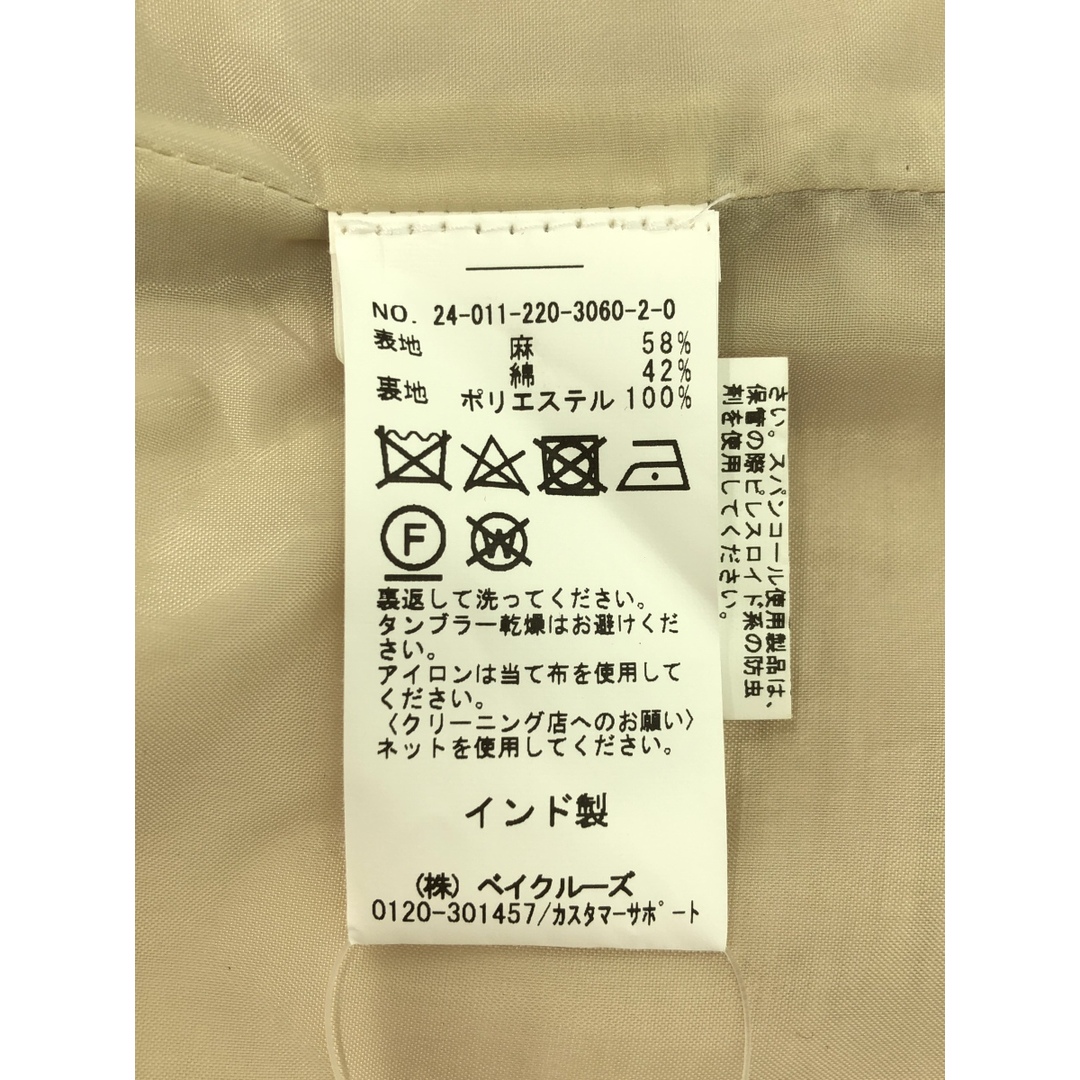 NO. 24-011-220-3060-2-0
表地 麻 58%
綿 42%
裏地 ポリエステル 100%
F
W
裏返して洗ってください。
タンブラー乾燥はお避けくだ
さい。
アイロンは当て布を使用して
ください。
〈クリーニング店へのお願い〉
ネットを使用してください。
インド製
(株) ベイクルーズ
0120-301457/カスタマーサポート
さい。スパンコール使用製品は、
保管の際ピレスロイド系の防虫
剤を使用してください。